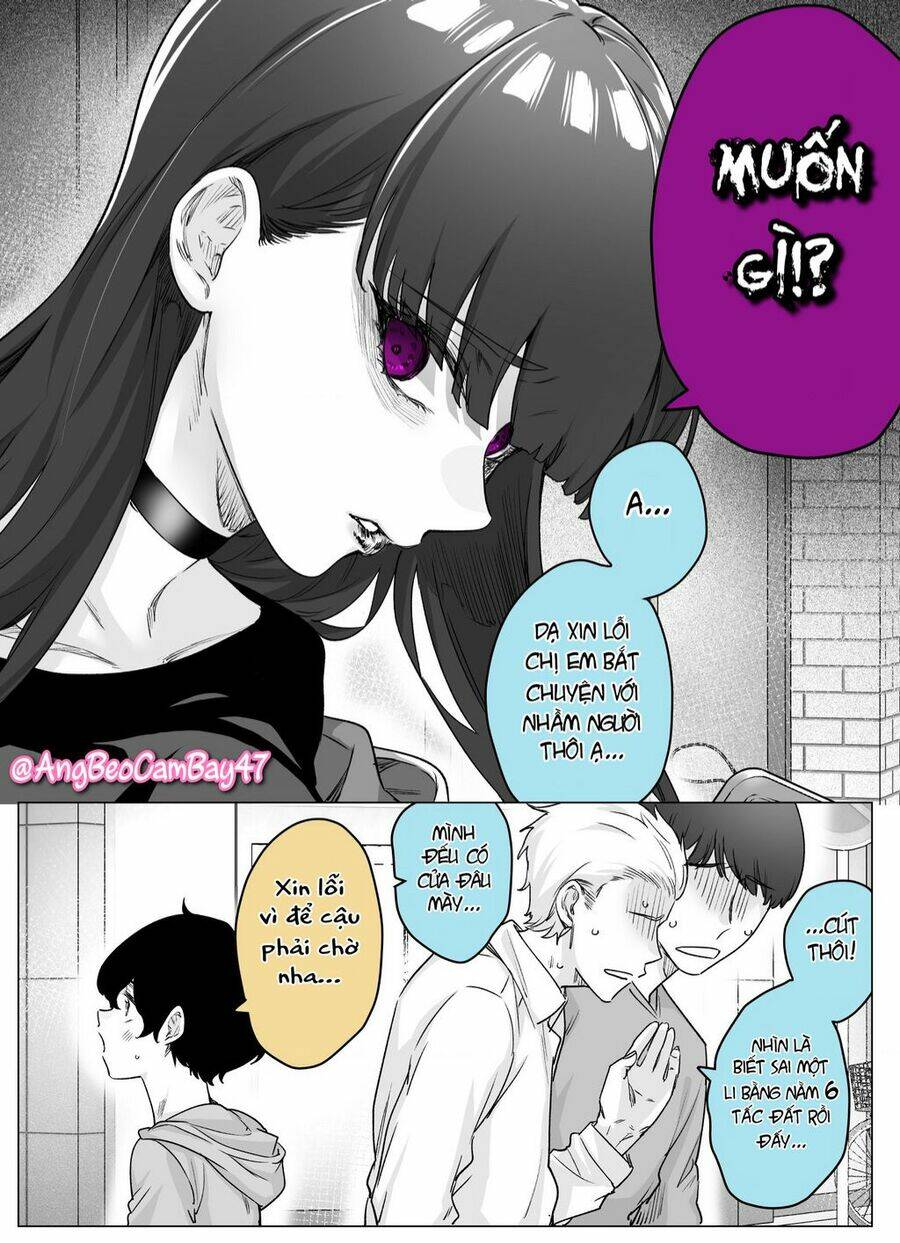 MUỐN
GÌ!?
A...
DẠ XIN LỖI
CHỊ EM BẮT
CHUYỆN VỚI
NHẦM NGƯỜI
THÔI Ạ...
@AngBeoCamBay47
MÌNH
ĐẾU CÓ
CỬA ĐÂU
MÀY...
Xin lỗi
vì để cậu
phải chờ
nha...
...CÚT
THÔI!
NHÌN LÀ
BIẾT SAI MỘT
LI BẰNG NẰM 6
TẤC ĐẤT RỒI
ĐẤY...